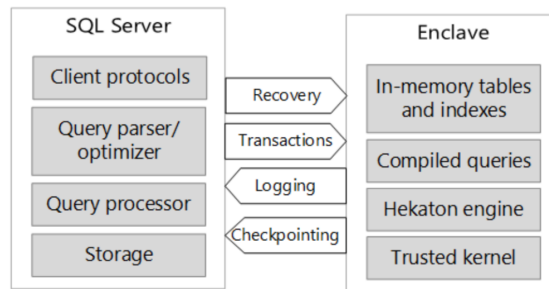 SQL Server
Client protocols
Query parser/
optimizer
Query processor
Storage
Recovery
Transactions
Logging
Checkpointing
Enclave
In-memory tables
and indexes
Compiled queries
Hekaton engine
Trusted kernel